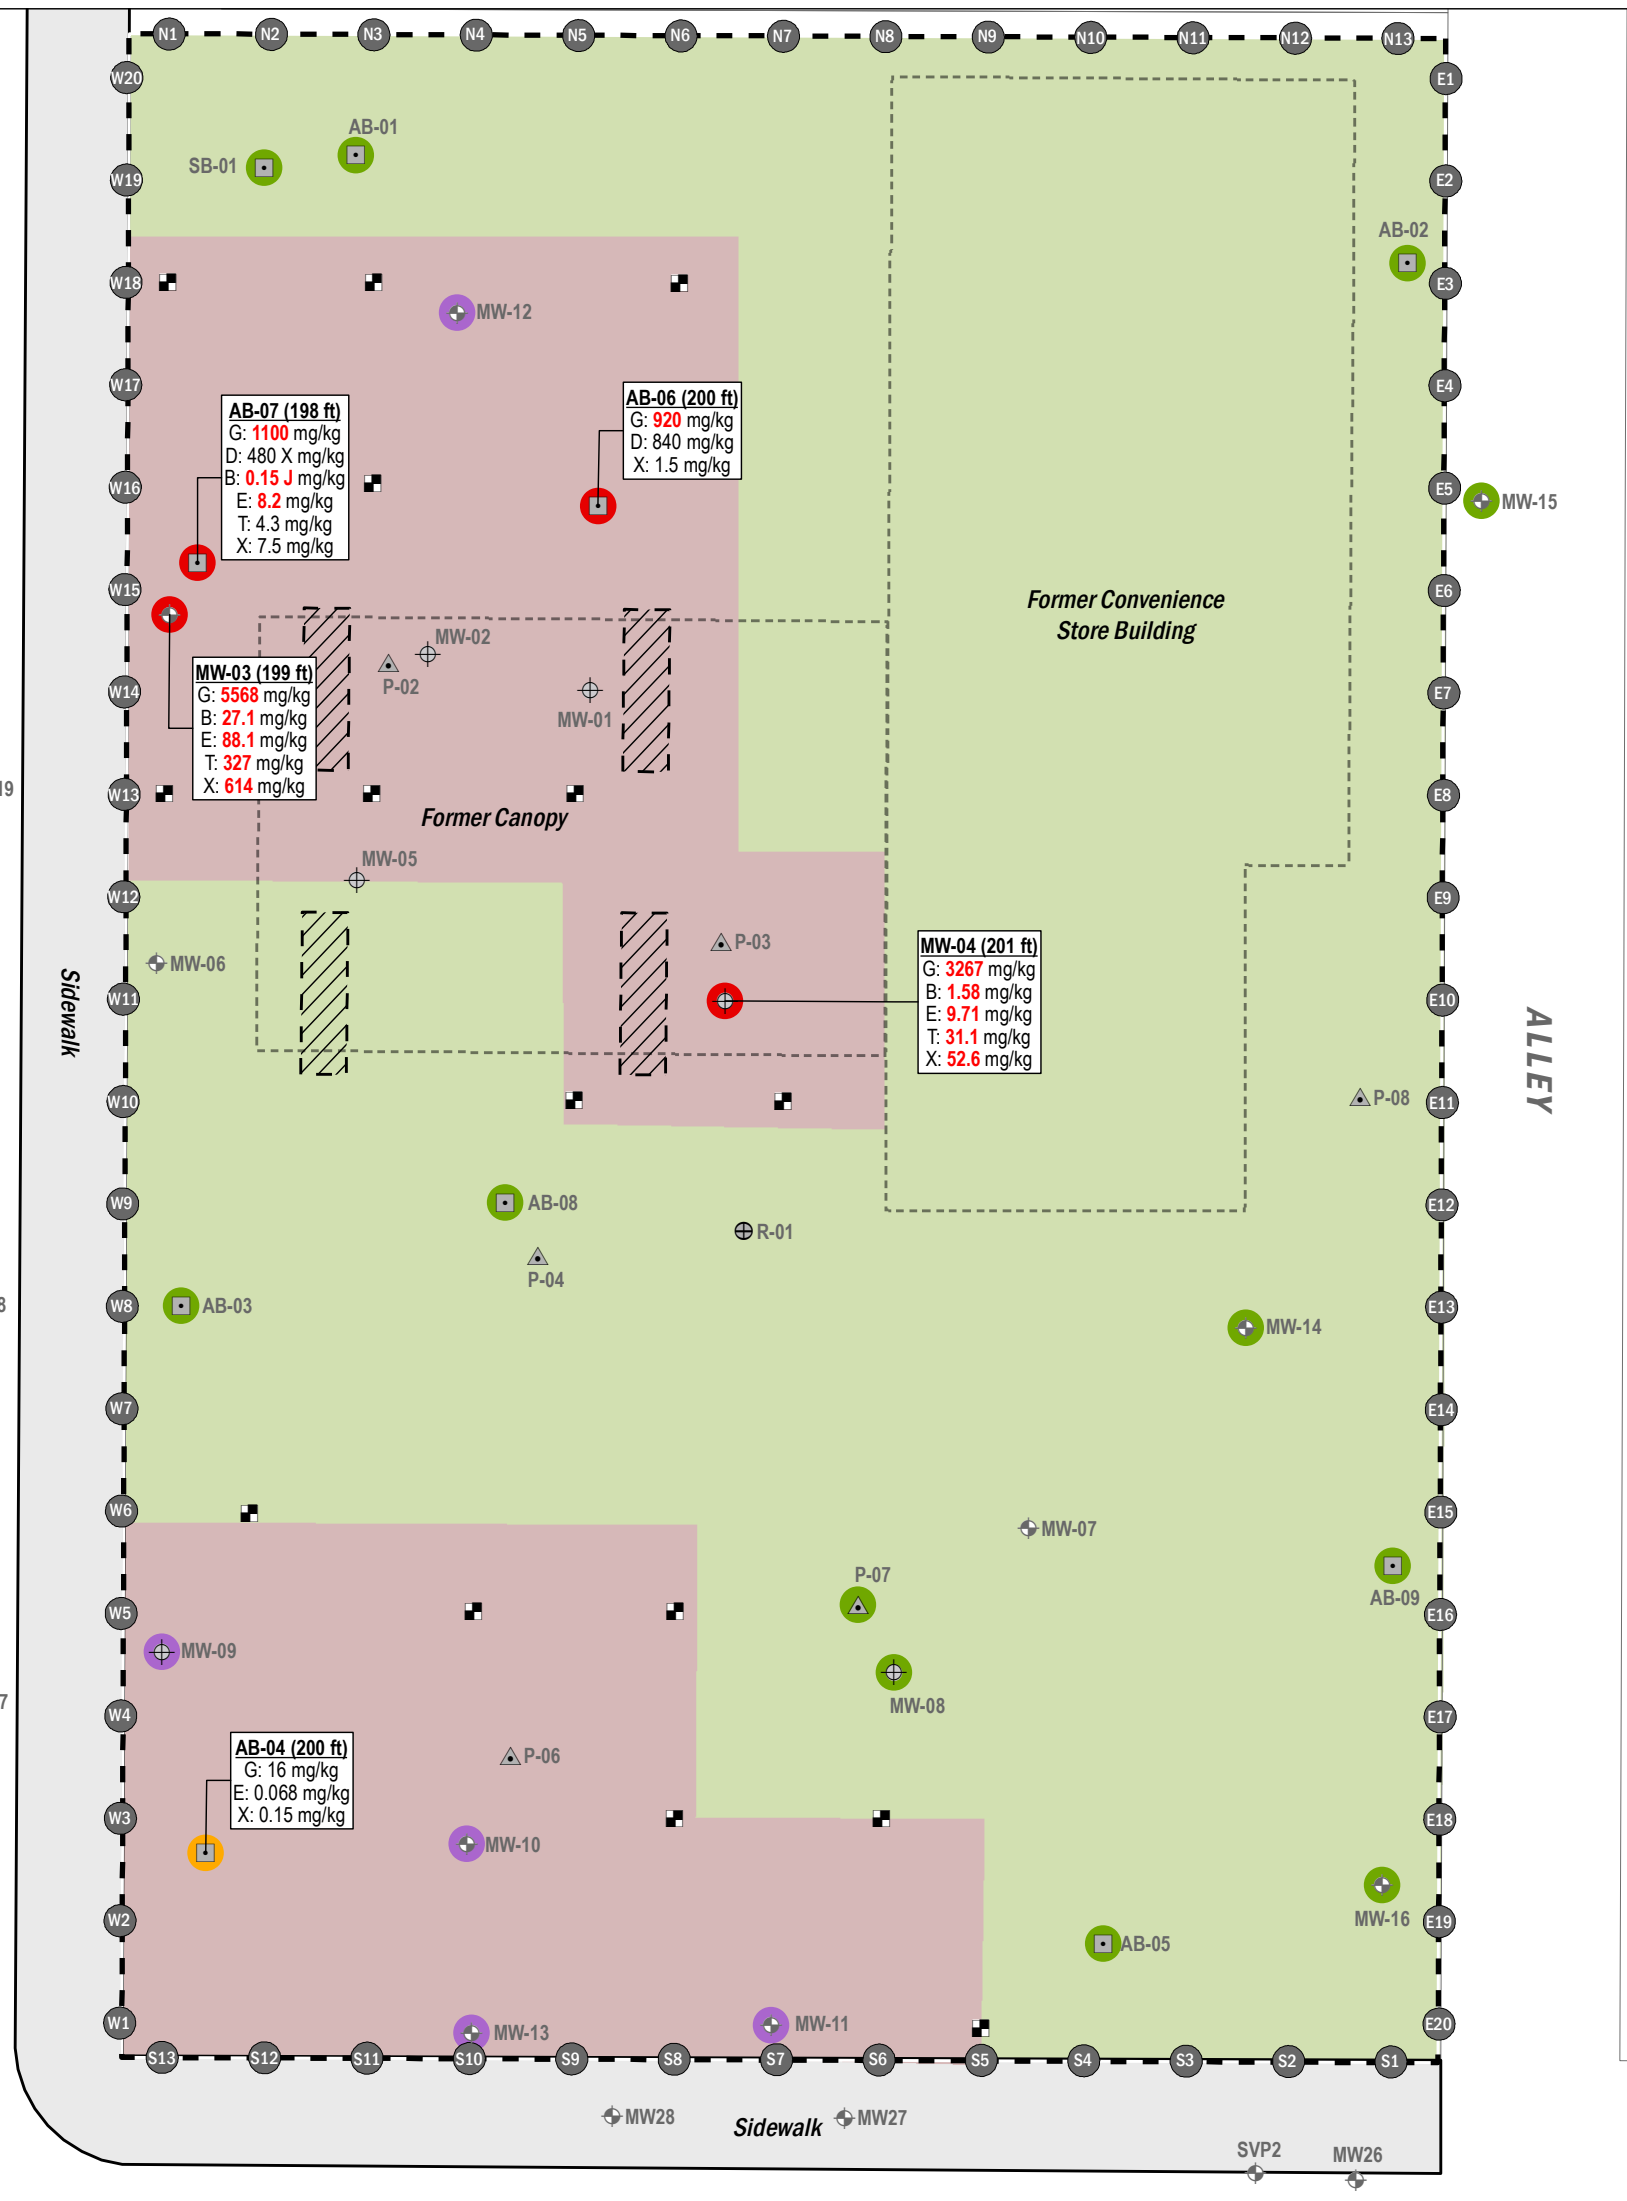 N1 N2 N3 N4 N5 N6 N7 N8 N9 N10 N11 N12 N13
W20 E1
AB-01
SB-01
W19 E2
AB-02
W18 E3
MW-12
W17 E4
AB-06 (200 ft)
G: 920 mg/kg
D: 840 mg/kg
X: 1.5 mg/kg
AB-07 (198 ft)
G: 1100 mg/kg
D: 480 X mg/kg
B: 0.15 J mg/kg
E: 8.2 mg/kg
T: 4.3 mg/kg
X: 7.5 mg/kg
W16 E5
MW-15
W15 E6
Former Convenience
Store Building
MW-02
P-02
MW-03 (199 ft)
G: 5568 mg/kg
B: 27.1 mg/kg
E: 88.1 mg/kg
T: 327 mg/kg
X: 614 mg/kg
W14 E7
MW-01
19
W13 E8
Former Canopy
MW-05
W12 E9
P-03
MW-04 (201 ft)
G: 3267 mg/kg
B: 1.58 mg/kg
E: 9.71 mg/kg
T: 31.1 mg/kg
X: 52.6 mg/kg
MW-06
Sidewalk
W11 E10
ALLEY
W10 E11
P-08
W9 E12
AB-08
R-01
P-04
8
W8 E13
AB-03
MW-14
W7 E14
W6 E15
MW-07
P-07
AB-09
W5 E16
MW-09
MW-08
7
W4 E17
AB-04 (200 ft)
G: 16 mg/kg
E: 0.068 mg/kg
X: 0.15 mg/kg
P-06
W3 E18
MW-10
MW-16
W2 E19
AB-05
W1 E20
MW-13
MW-11
S13 S12 S11 S10 S9 S8 S7 S6 S5 S4 S3 S2 S1
MW28
Sidewalk
MW27
SVP2
MW26